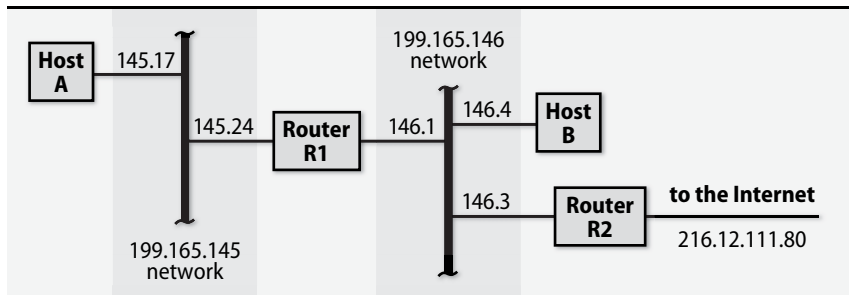 Host
A
145.17
199.165.145
network
145.24
Router
R1
146.1
199.165.146
network
146.4
Host
B
146.3
Router
R2
to the Internet
216.12.111.80